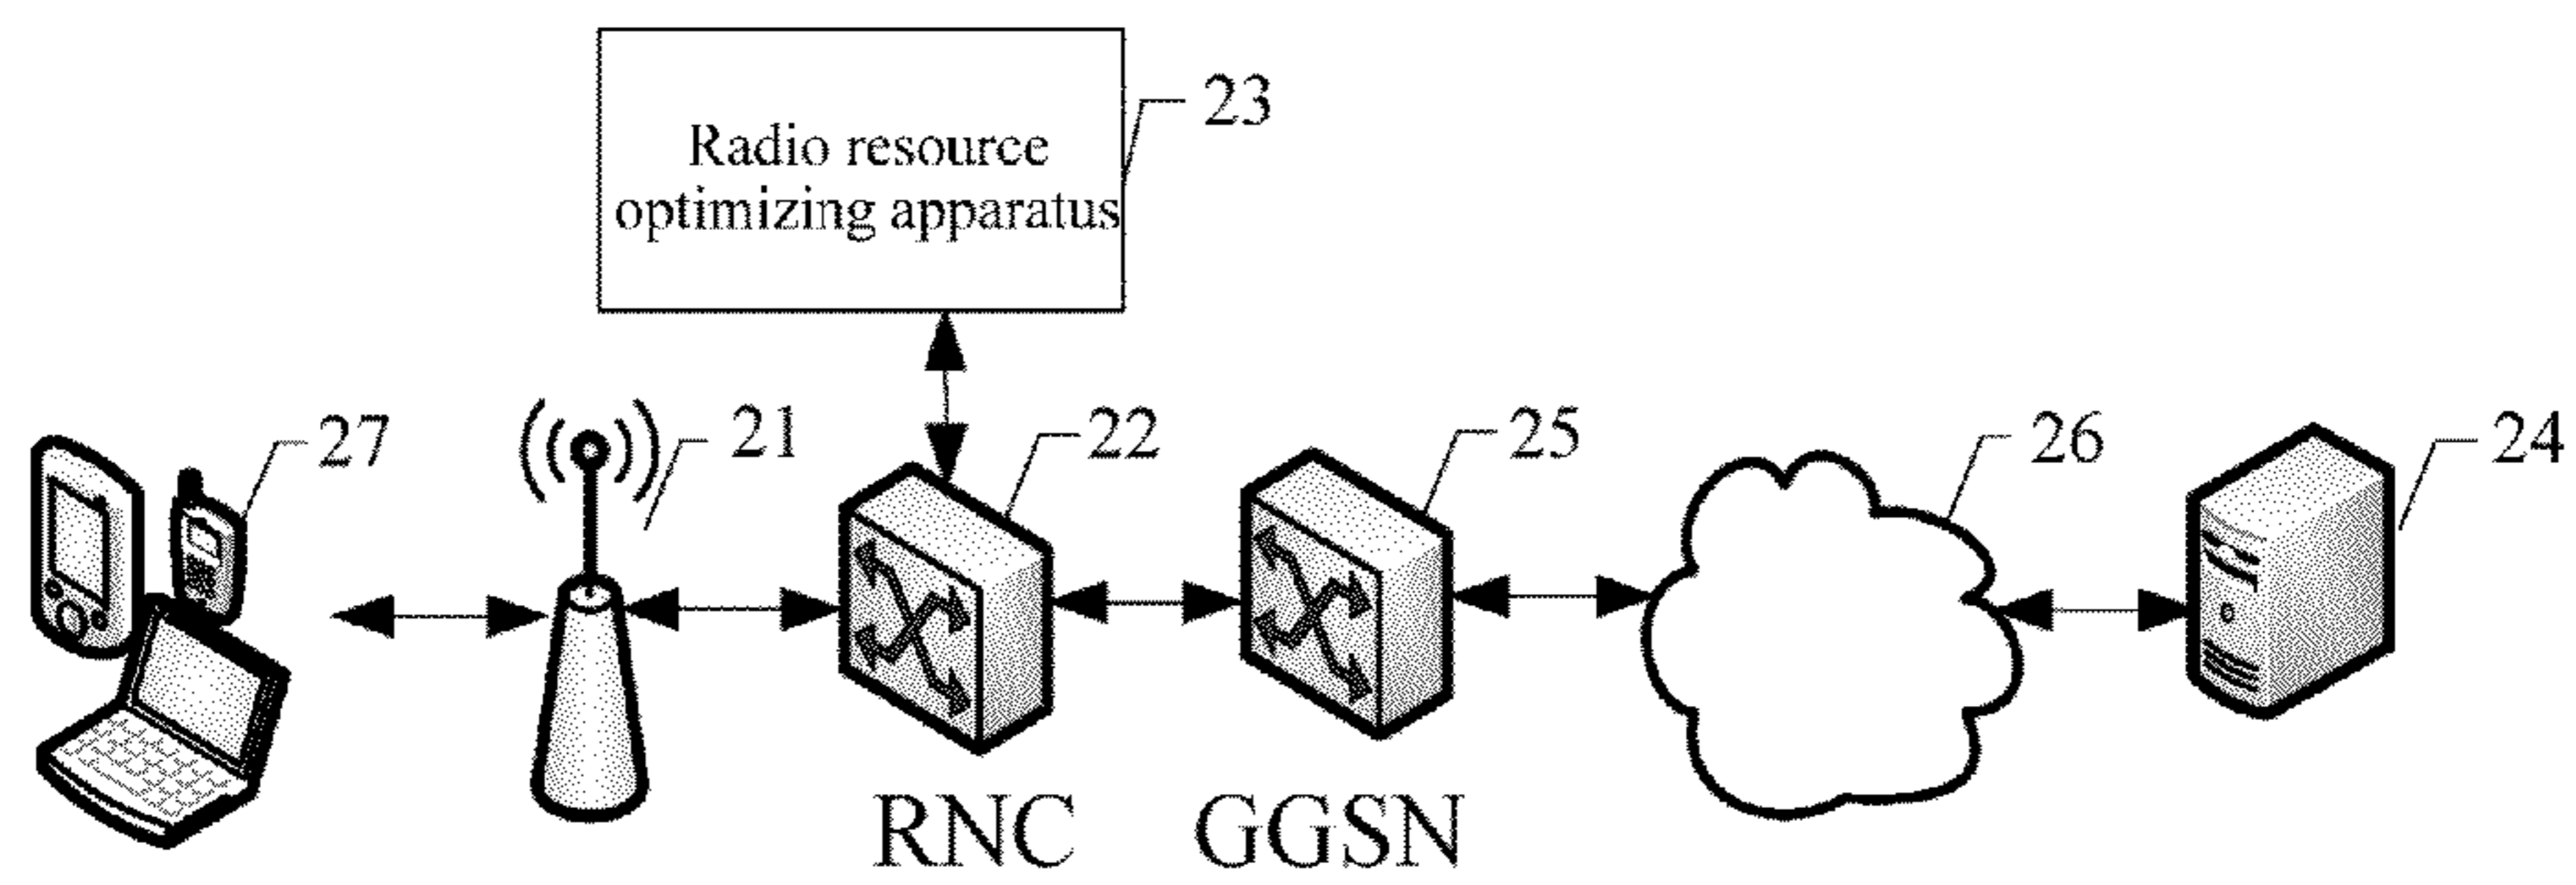 23
Radio resource
optimizing apparatus
27
21
22
25
26
24
RNC
GGSN